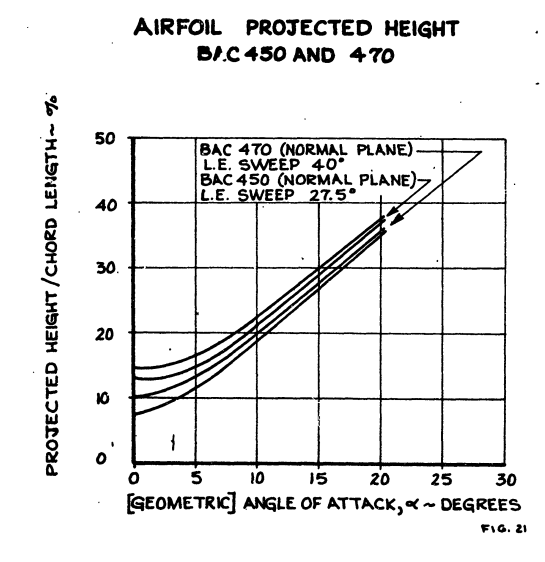 AIRFOIL PROJECTED HEIGHT
BAC 450 AND 470
PROJECTED HEIGHT/CHORD LENGTH ~ %
50
40
30
20
10
0
BAC 470 (NORMAL PLANE)
L.E. SWEEP 40°
BAC 450 (NORMAL PLANE)
L.E. SWEEP 27.5°
0 5 10 15 20 25 30
[GEOMETRIC] ANGLE OF ATTACK, α ~ DEGREES
FIG. 21